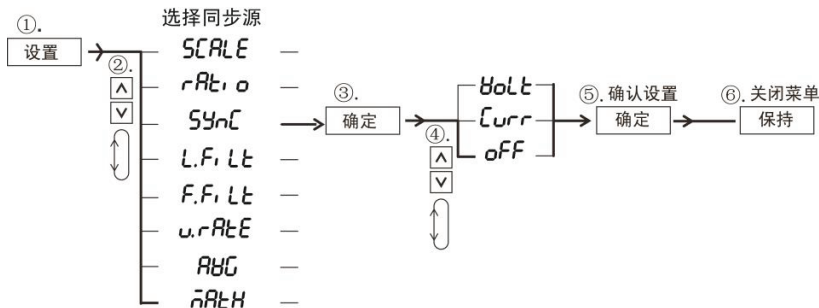 选择同步源
①.
设置
②.
SCALE
rAtio
SYnC
L.FiLt
F.FiLt
u.rAtE
AVG
mAtH
③.
确定
④.
VoLt
Curr
oFF
⑤. 确认设置
确定
⑥. 关闭菜单
保持